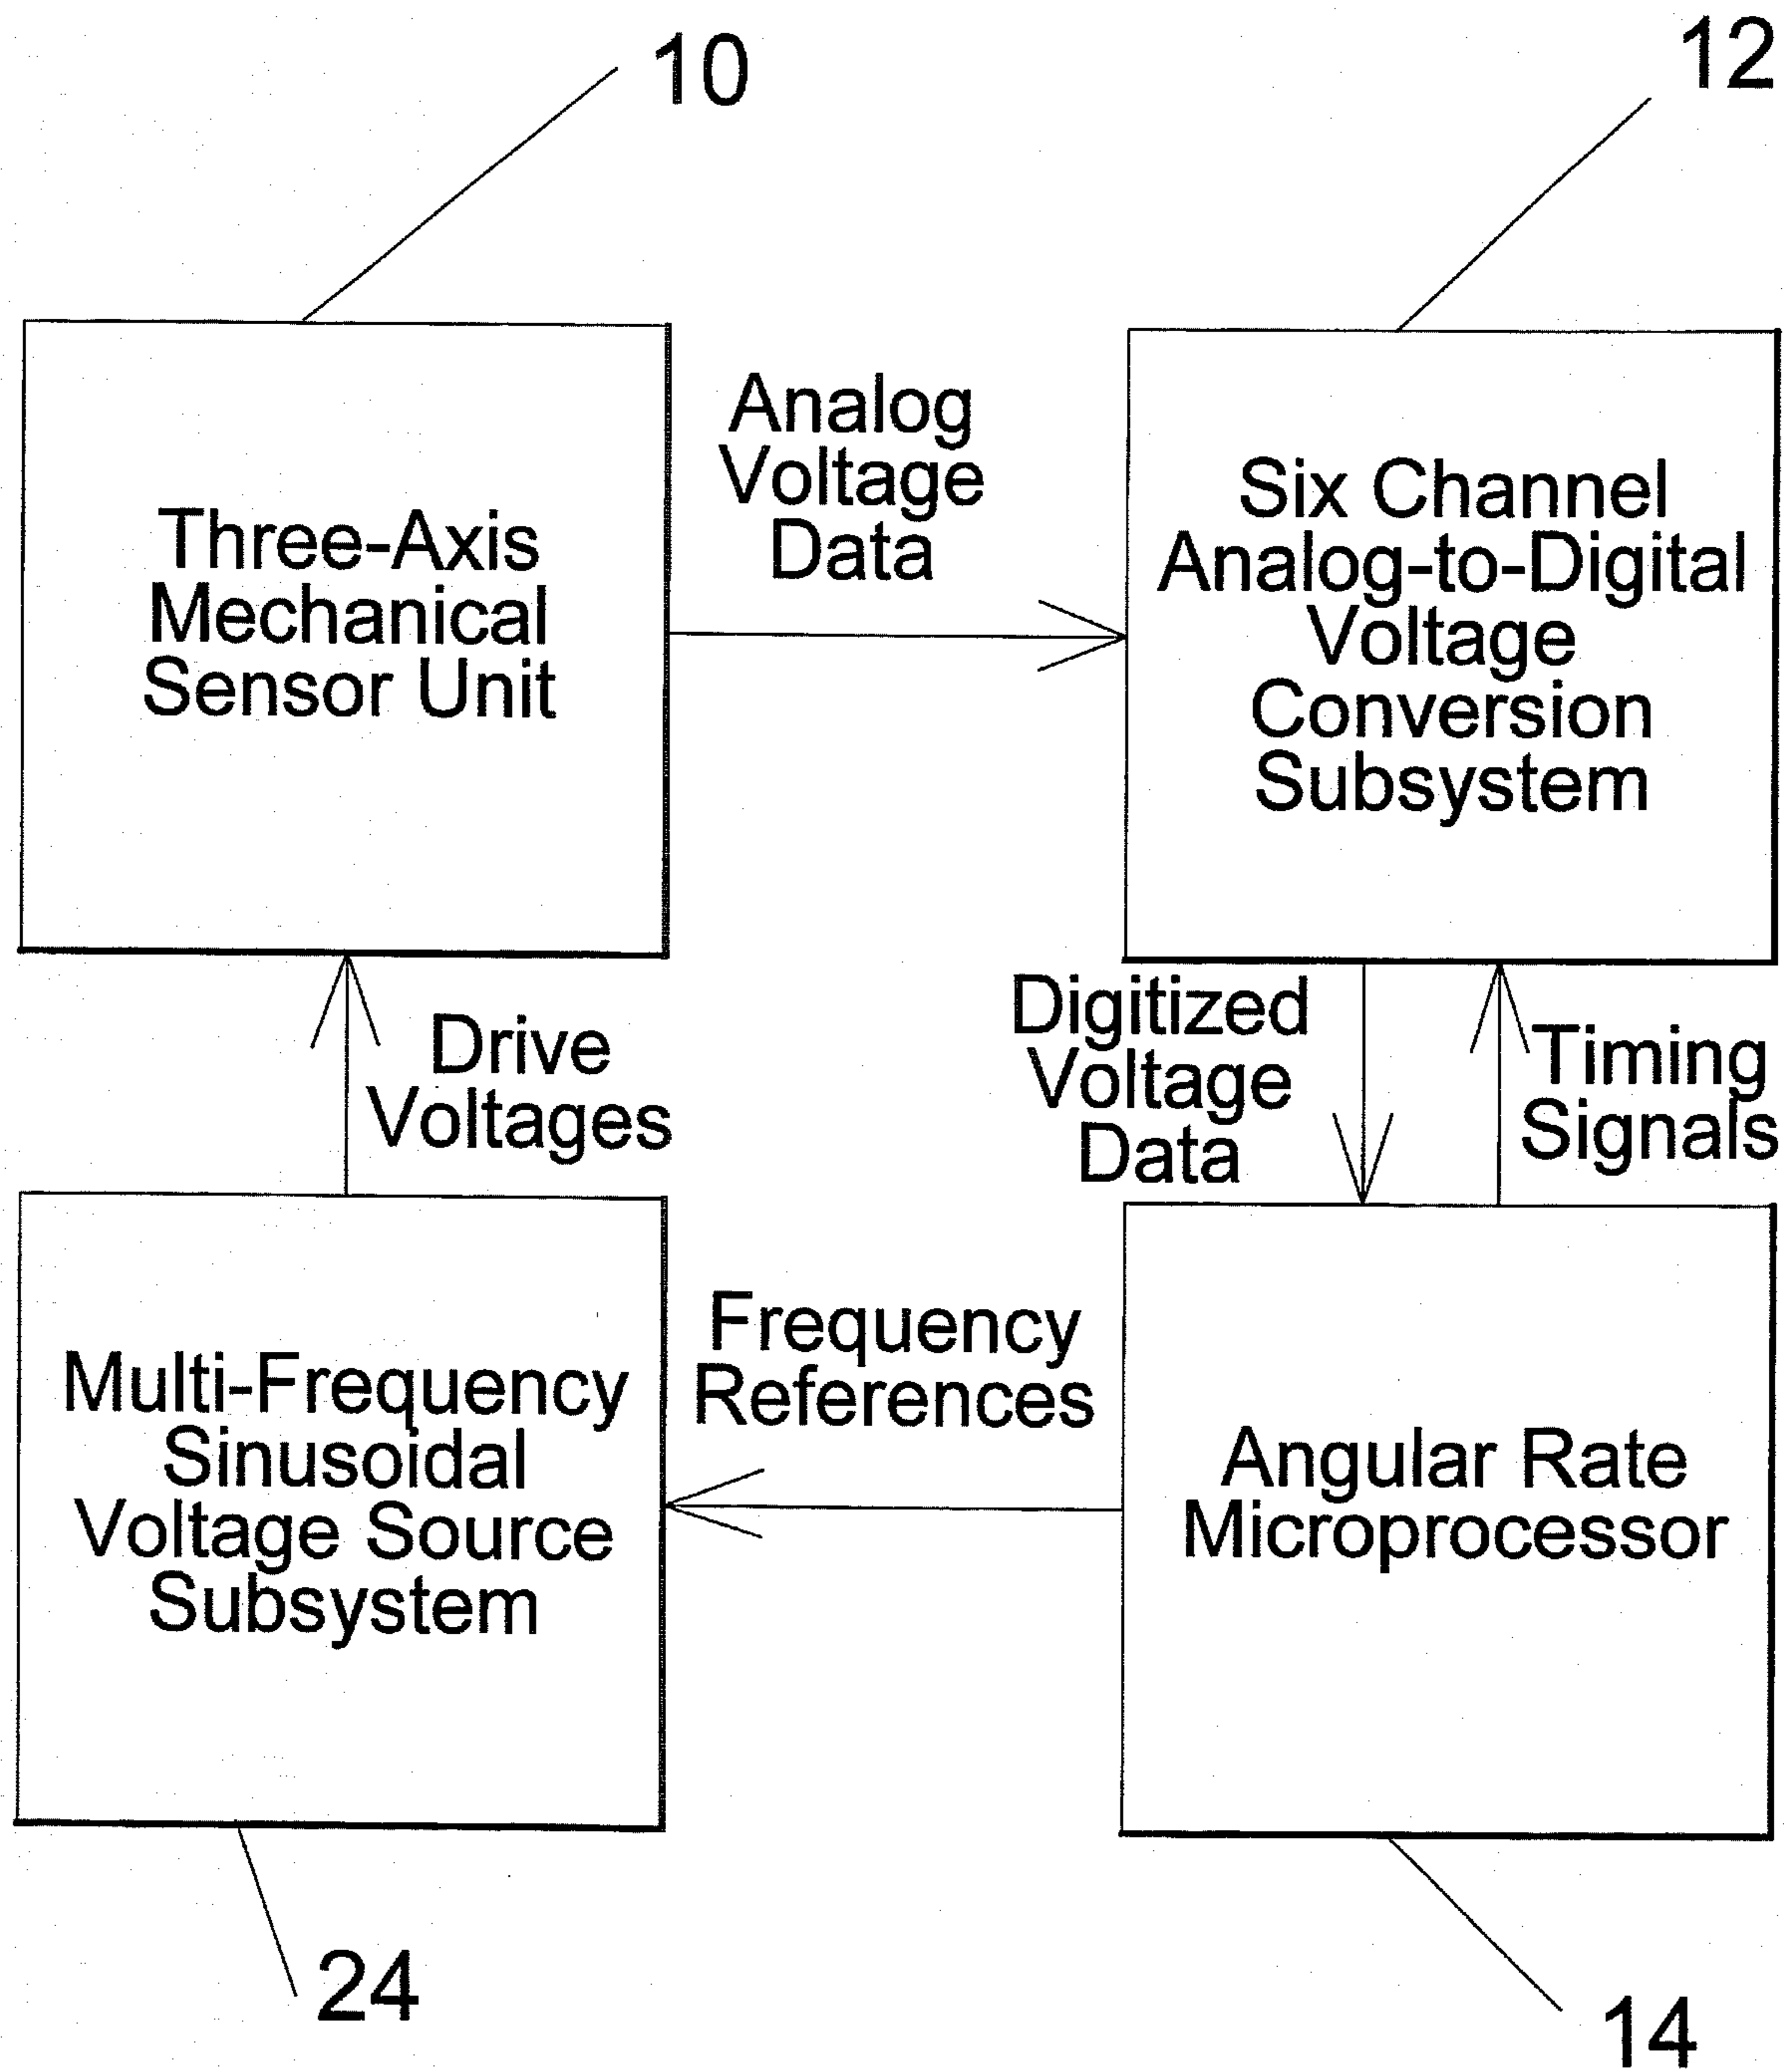 10
12
Three-Axis
Mechanical
Sensor Unit
Analog
Voltage
Data
Six Channel
Analog-to-Digital
Voltage
Conversion
Subsystem
Drive
Voltages
Digitized
Voltage
Data
Timing
Signals
Multi-Frequency
Sinusoidal
Voltage Source
Subsystem
Frequency
References
Angular Rate
Microprocessor
24
14